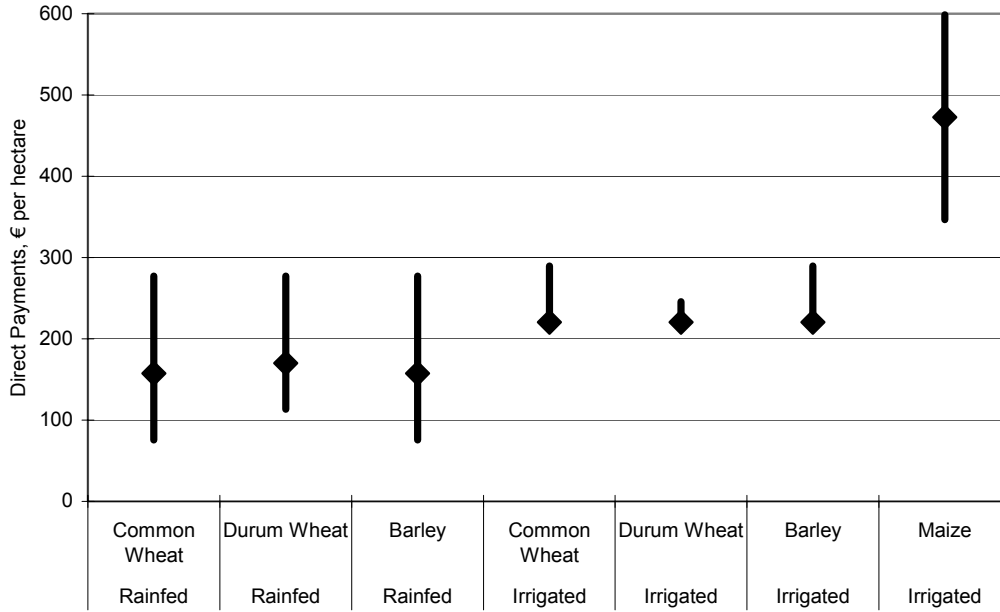 600
500
400
300
200
100
0
Direct Payments, € per hectare
Common Durum Wheat Barley Common Durum Wheat Barley Maize
Wheat Wheat
Rainfed Rainfed Rainfed Irrigated Irrigated Irrigated Irrigated